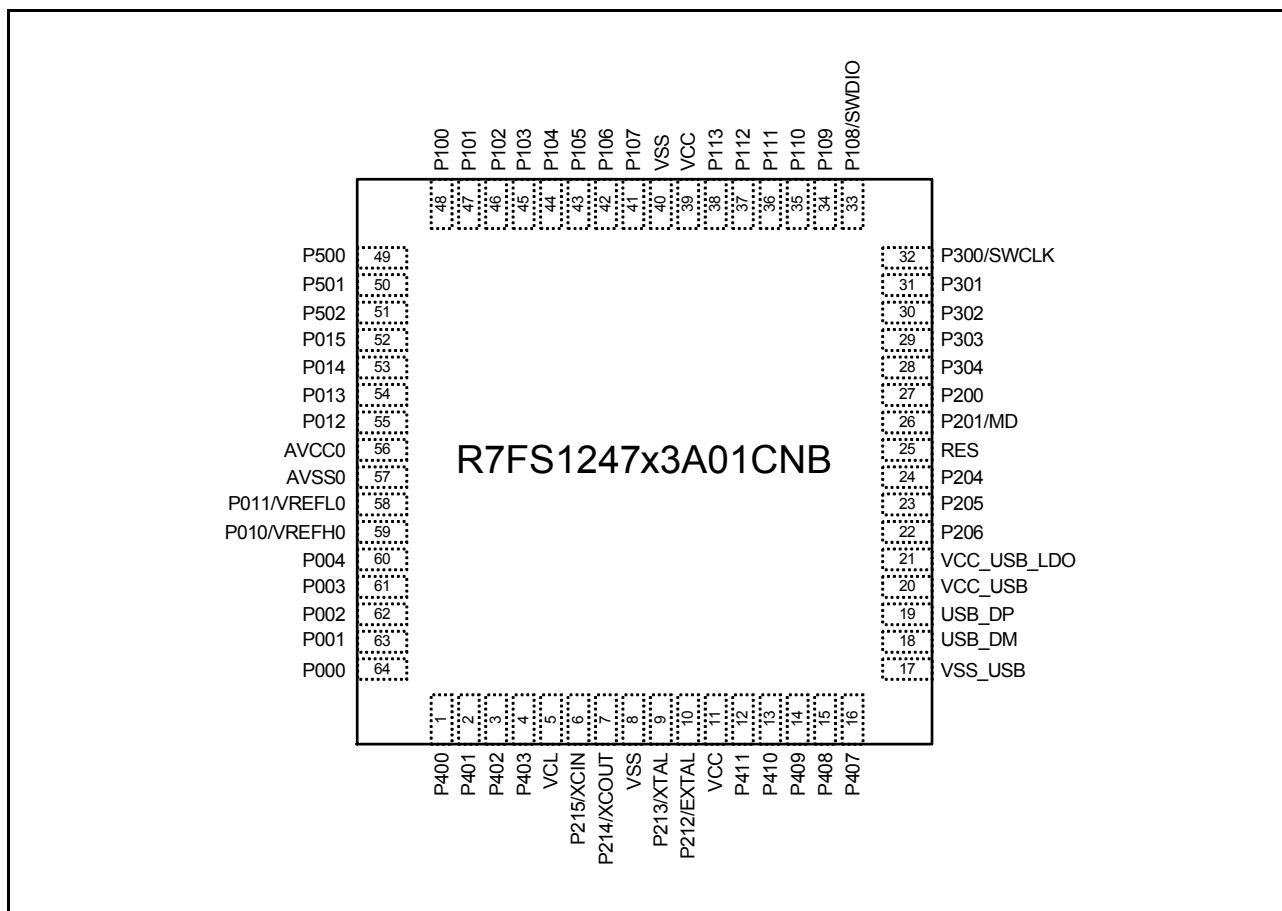 P100
P101
P102
P103
P104
P105
P106
P107
VSS
VCC
P113
P112
P111
P110
P109
P108/SWDIO
48
47
46
45
44
43
42
41
40
39
38
37
36
35
34
33
P500 49
P501 50
P502 51
P015 52
P014 53
P013 54
P012 55
AVCC0 56
AVSS0 57
P011/VREFL0 58
P010/VREFH0 59
P004 60
P003 61
P002 62
P001 63
P000 64
R7FS1247x3A01CNB
32 P300/SWCLK
31 P301
30 P302
29 P303
28 P304
27 P200
26 P201/MD
25 RES
24 P204
23 P205
22 P206
21 VCC_USB_LDO
20 VCC_USB
19 USB_DP
18 USB_DM
17 VSS_USB
1
2
3
4
5
6
7
8
9
10
11
12
13
14
15
16
P400
P401
P402
P403
VCL
P215/XCIN
P214/XCOUT
VSS
P213/XTAL
P212/EXTAL
VCC
P411
P410
P409
P408
P407